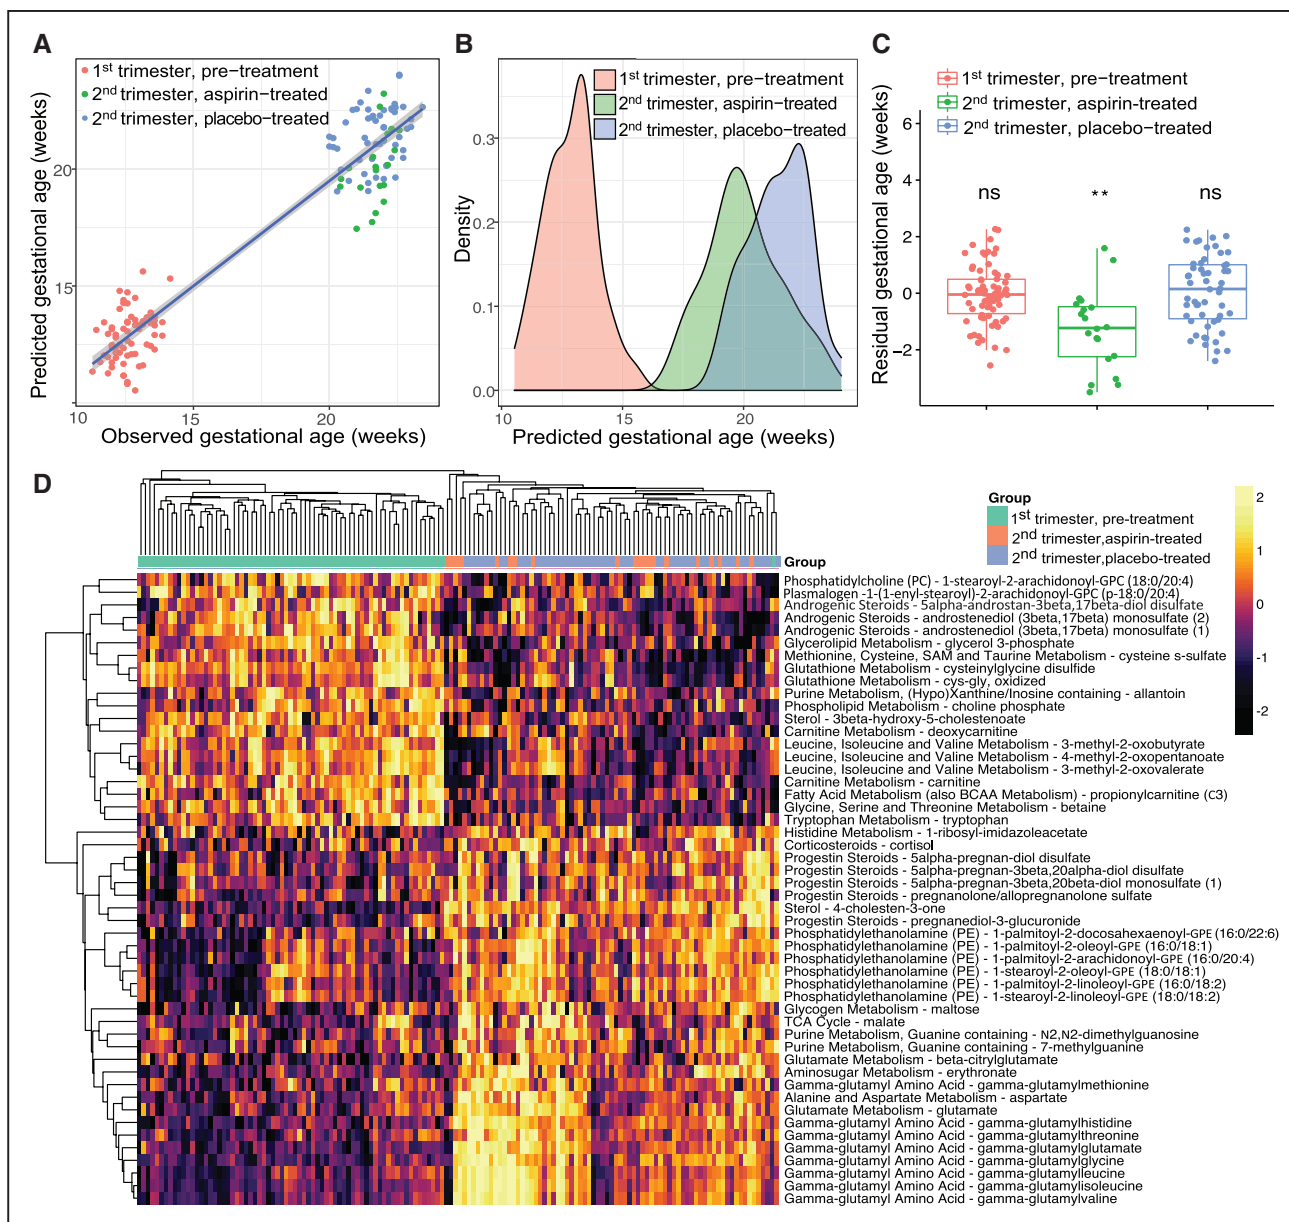 A
1st trimester, pre−treatment
2nd trimester, aspirin−treated
2nd trimester, placebo−treated
Predicted gestational age (weeks)
20
15
10
15
20
Observed gestational age (weeks)
B
1st trimester, pre−treatment
2nd trimester, aspirin−treated
2nd trimester, placebo−treated
Density
0.3
0.2
0.1
0.0
10
15
20
Predicted gestational age (weeks)
C
1st trimester, pre−treatment
2nd trimester, aspirin−treated
2nd trimester, placebo−treated
Residual gestational age (weeks)
6
4
2
0
−2
ns
**
ns
D
Group
1st trimester, pre-treatment
2nd trimester,aspirin-treated
2nd trimester,placebo-treated
2
1
0
-1
-2
Group
Phosphatidylcholine (PC) - 1-stearoyl-2-arachidonoyl-GPC (18:0/20:4)
Plasmalogen -1-(1-enyl-stearoyl)-2-arachidonoyl-GPC (p-18:0/20:4)
Androgenic Steroids - 5alpha-androstan-3beta,17beta-diol disulfate
Androgenic Steroids - androstenediol (3beta,17beta) monosulfate (2)
Androgenic Steroids - androstenediol (3beta,17beta) monosulfate (1)
Glycerolipid Metabolism - glycerol 3-phosphate
Methionine, Cysteine, SAM and Taurine Metabolism - cysteine s-sulfate
Glutathione Metabolism - cysteinylglycine disulfide
Glutathione Metabolism - cys-gly, oxidized
Purine Metabolism, (Hypo)Xanthine/Inosine containing - allantoin
Phospholipid Metabolism - choline phosphate
Sterol - 3beta-hydroxy-5-cholestenoate
Carnitine Metabolism - deoxycarnitine
Leucine, Isoleucine and Valine Metabolism - 3-methyl-2-oxobutyrate
Leucine, Isoleucine and Valine Metabolism - 4-methyl-2-oxopentanoate
Leucine, Isoleucine and Valine Metabolism - 3-methyl-2-oxovalerate
Carnitine Metabolism - carnitine
Fatty Acid Metabolism (also BCAA Metabolism) - propionylcarnitine (C3)
Glycine, Serine and Threonine Metabolism - betaine
Tryptophan Metabolism - tryptophan
Histidine Metabolism - 1-ribosyl-imidazoleacetate
Corticosteroids - cortisol
Progestin Steroids - 5alpha-pregnan-diol disulfate
Progestin Steroids - 5alpha-pregnan-3beta,20alpha-diol disulfate
Progestin Steroids - 5alpha-pregnan-3beta,20beta-diol monosulfate (1)
Progestin Steroids - pregnanolone/allopregnanolone sulfate
Sterol - 4-cholesten-3-one
Progestin Steroids - pregnanediol-3-glucuronide
Phosphatidylethanolamine (PE) - 1-palmitoyl-2-docosahexaenoyl-GPE (16:0/22:6)
Phosphatidylethanolamine (PE) - 1-palmitoyl-2-oleoyl-GPE (16:0/18:1)
Phosphatidylethanolamine (PE) - 1-palmitoyl-2-arachidonoyl-GPE (16:0/20:4)
Phosphatidylethanolamine (PE) - 1-stearoyl-2-oleoyl-GPE (18:0/18:1)
Phosphatidylethanolamine (PE) - 1-palmitoyl-2-linoleoyl-GPE (16:0/18:2)
Phosphatidylethanolamine (PE) - 1-stearoyl-2-linoleoyl-GPE (18:0/18:2)
Glycogen Metabolism - maltose
TCA Cycle - malate
Purine Metabolism, Guanine containing - N2,N2-dimethylguanosine
Purine Metabolism, Guanine containing - 7-methylguanine
Glutamate Metabolism - beta-citrylglutamate
Aminosugar Metabolism - erythronate
Gamma-glutamyl Amino Acid - gamma-glutamylmethionine
Alanine and Aspartate Metabolism - aspartate
Glutamate Metabolism - glutamate
Gamma-glutamyl Amino Acid - gamma-glutamylhistidine
Gamma-glutamyl Amino Acid - gamma-glutamylthreonine
Gamma-glutamyl Amino Acid - gamma-glutamylglutamate
Gamma-glutamyl Amino Acid - gamma-glutamylglycine
Gamma-glutamyl Amino Acid - gamma-glutamylleucine
Gamma-glutamyl Amino Acid - gamma-glutamylisoleucine
Gamma-glutamyl Amino Acid - gamma-glutamylvaline